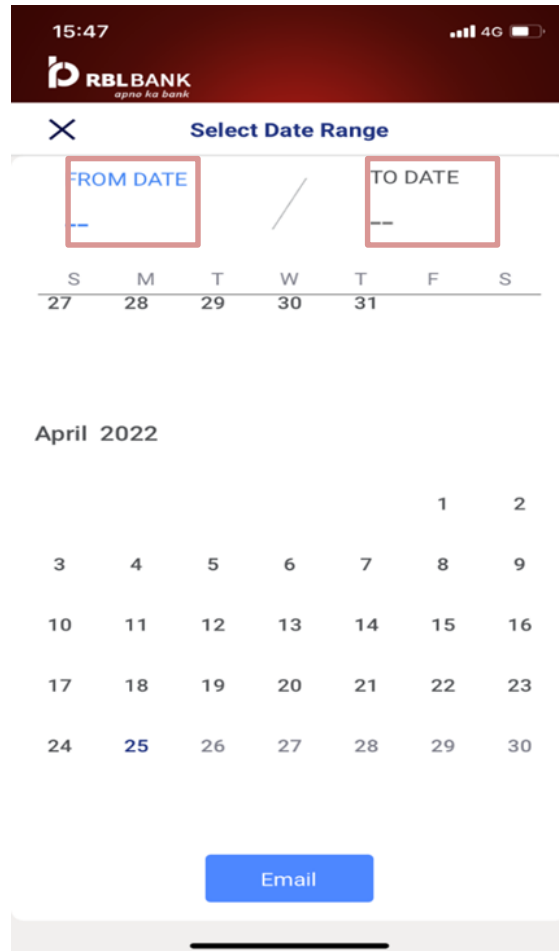 15:47 4G
RBLBANK
apno ka bank
Select Date Range
FROM DATE TO DATE
-- --
S M T W T F S
27 28 29 30 31
April 2022
1 2
3 4 5 6 7 8 9
10 11 12 13 14 15 16
17 18 19 20 21 22 23
24 25 26 27 28 29 30
Email